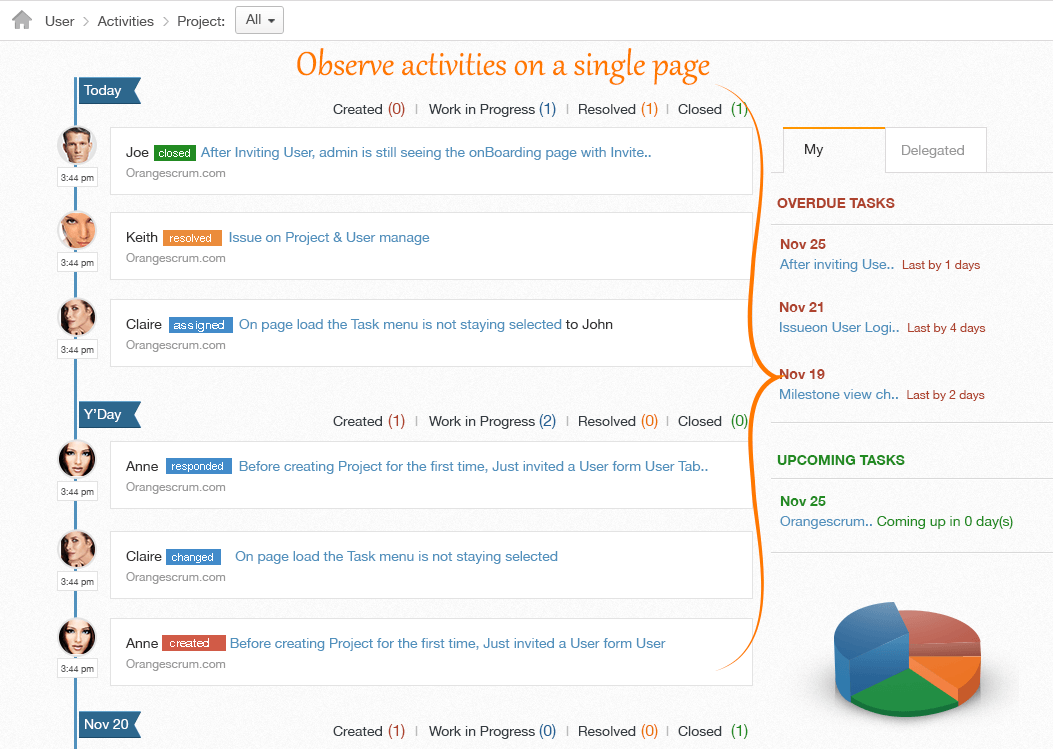 User > Activities > Project: All
Observe activities on a single page
Today
Created (0) | Work in Progress (1) | Resolved (1) | Closed (1)
Joe closed After Inviting User, admin is still seeing the onBoarding page with Invite..
Orangescrum.com
3:44 pm
Keith resolved Issue on Project & User manage
Orangescrum.com
3:44 pm
Claire assigned On page load the Task menu is not staying selected to John
Orangescrum.com
3:44 pm
Y'Day
Created (1) | Work in Progress (2) | Resolved (0) | Closed (0)
Anne responded Before creating Project for the first time, Just invited a User form User Tab..
Orangescrum.com
3:44 pm
Claire changed On page load the Task menu is not staying selected
Orangescrum.com
3:44 pm
Anne created Before creating Project for the first time, Just invited a User form User
Orangescrum.com
3:44 pm
Nov 20
Created (1) | Work in Progress (0) | Resolved (0) | Closed (1)
My Delegated
OVERDUE TASKS
Nov 25
After inviting Use.. Last by 1 days
Nov 21
Issueon User Logi.. Last by 4 days
Nov 19
Milestone view ch.. Last by 2 days
UPCOMING TASKS
Nov 25
Orangescrum.. Coming up in 0 day(s)